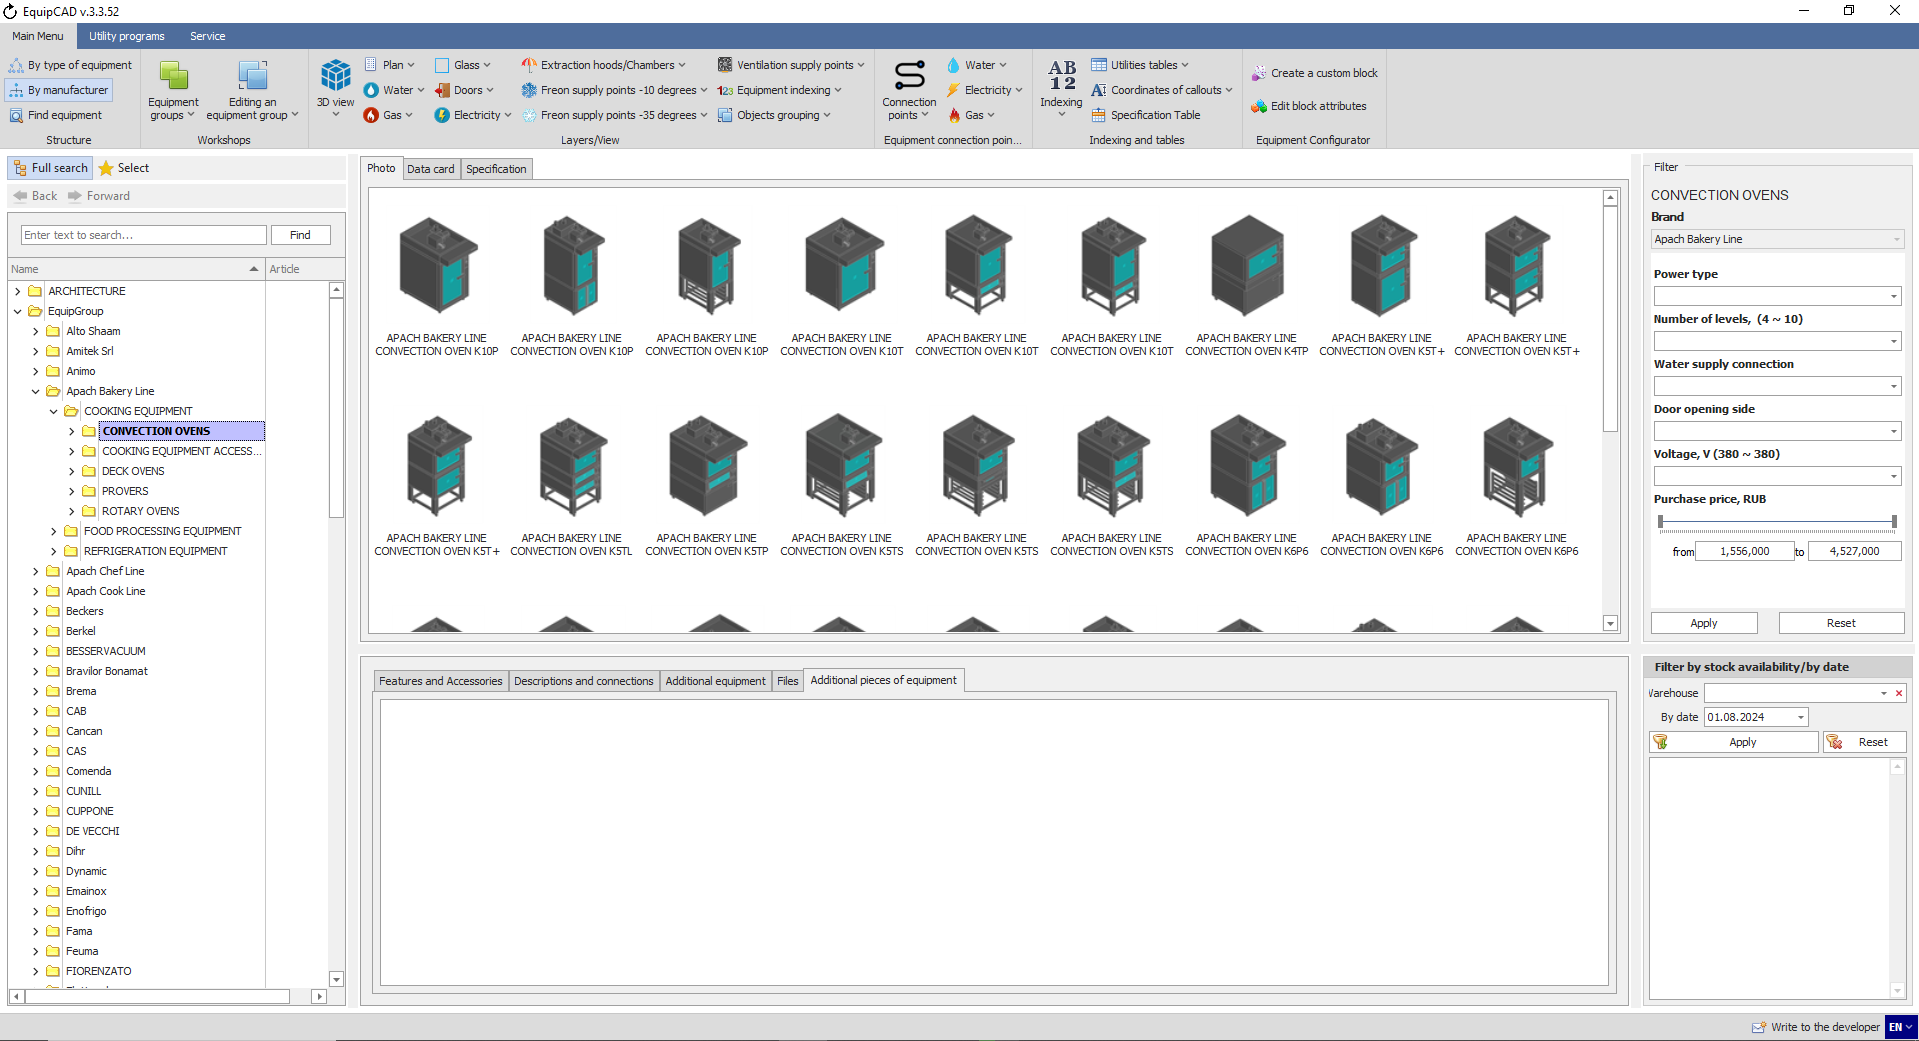 EquipCAD v.3.3.52
Main Menu
Utility programs
Service
By type of equipment
By manufacturer
Find equipment
Structure
Equipment
groups
Editing an
equipment group
Workshops
3D view
Plan
Water
Gas
Glass
Doors
Electricity
Extraction hoods/Chambers
Freon supply points -10 degrees
Freon supply points -35 degrees
Ventilation supply points
123 Equipment indexing
Objects grouping
Layers/View
Connection
points
Water
Electricity
Gas
Equipment connection poin...
AB
12
Indexing
Utilities tables
Coordinates of callouts
Specification Table
Indexing and tables
Create a custom block
Edit block attributes
Equipment Configurator
Full search
Select
Back
Forward
Enter text to search...
Find
Name
Article
ARCHITECTURE
EquipGroup
Alto Shaam
Amitek Srl
Animo
Apach Bakery Line
COOKING EQUIPMENT
CONVECTION OVENS
COOKING EQUIPMENT ACCESS...
DECK OVENS
PROVERS
ROTARY OVENS
FOOD PROCESSING EQUIPMENT
REFRIGERATION EQUIPMENT
Apach Chef Line
Apach Cook Line
Beckers
Berkel
BESSERVACUUM
Bravilor Bonamat
Brema
CAB
Cancan
CAS
Comenda
CUNILL
CUPPONE
DE VECCHI
Dihr
Dynamic
Emainox
Enofrigo
Fama
Feuma
FIORENZATO
Photo
Data card
Specification
APACH BAKERY LINE
CONVECTION OVEN K10P
APACH BAKERY LINE
CONVECTION OVEN K10P
APACH BAKERY LINE
CONVECTION OVEN K10P
APACH BAKERY LINE
CONVECTION OVEN K10T
APACH BAKERY LINE
CONVECTION OVEN K10T
APACH BAKERY LINE
CONVECTION OVEN K10T
APACH BAKERY LINE
CONVECTION OVEN K4TP
APACH BAKERY LINE
CONVECTION OVEN K5T+
APACH BAKERY LINE
CONVECTION OVEN K5T+
APACH BAKERY LINE
CONVECTION OVEN K5T+
APACH BAKERY LINE
CONVECTION OVEN K5TL
APACH BAKERY LINE
CONVECTION OVEN K5TP
APACH BAKERY LINE
CONVECTION OVEN K5TS
APACH BAKERY LINE
CONVECTION OVEN K5TS
APACH BAKERY LINE
CONVECTION OVEN K5TS
APACH BAKERY LINE
CONVECTION OVEN K6P6
APACH BAKERY LINE
CONVECTION OVEN K6P6
APACH BAKERY LINE
CONVECTION OVEN K6P6
Features and Accessories
Descriptions and connections
Additional equipment
Files
Additional pieces of equipment
Filter
CONVECTION OVENS
Brand
Apach Bakery Line
Power type
Number of levels, (4 ~ 10)
Water supply connection
Door opening side
Voltage, V (380 ~ 380)
Purchase price, RUB
from 1,556,000 to 4,527,000
Apply
Reset
Filter by stock availability/by date
Varehouse
By date 01.08.2024
Apply
Reset
Write to the developer
EN